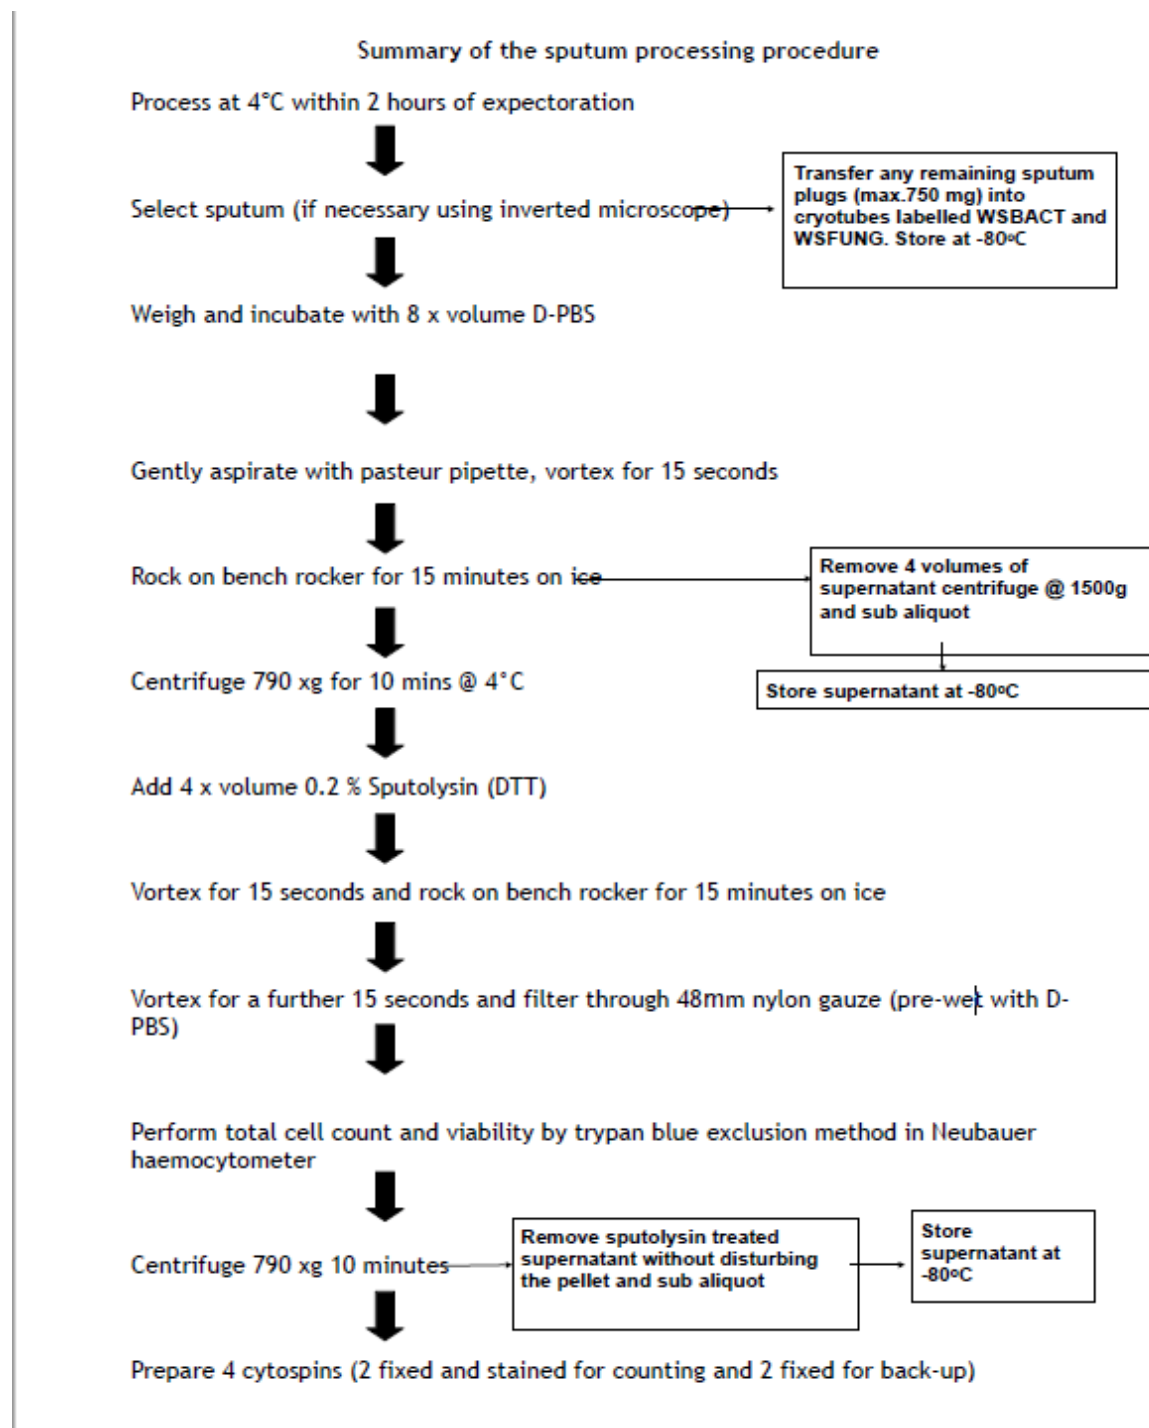 Summary of the sputum processing procedure
Process at 4°C within 2 hours of expectoration
Select sputum (if necessary using inverted microscope)
Transfer any remaining sputum
plugs (max.750 mg) into
cryotubes labelled WSBACT and
WSFUNG. Store at -80ºC
Weigh and incubate with 8 x volume D-PBS
Gently aspirate with pasteur pipette, vortex for 15 seconds
Rock on bench rocker for 15 minutes on ice
Remove 4 volumes of
supernatant centrifuge @ 1500g
and sub aliquot
Store supernatant at -80ºC
Centrifuge 790 xg for 10 mins @ 4°C
Add 4 x volume 0.2 % Sputolysin (DTT)
Vortex for 15 seconds and rock on bench rocker for 15 minutes on ice
Vortex for a further 15 seconds and filter through 48mm nylon gauze (pre-wet with D-
PBS)
Perform total cell count and viability by trypan blue exclusion method in Neubauer
haemocytometer
Centrifuge 790 xg 10 minutes
Remove sputolysin treated
supernatant without disturbing
the pellet and sub aliquot
Store
supernatant at
-80ºC
Prepare 4 cytospins (2 fixed and stained for counting and 2 fixed for back-up)